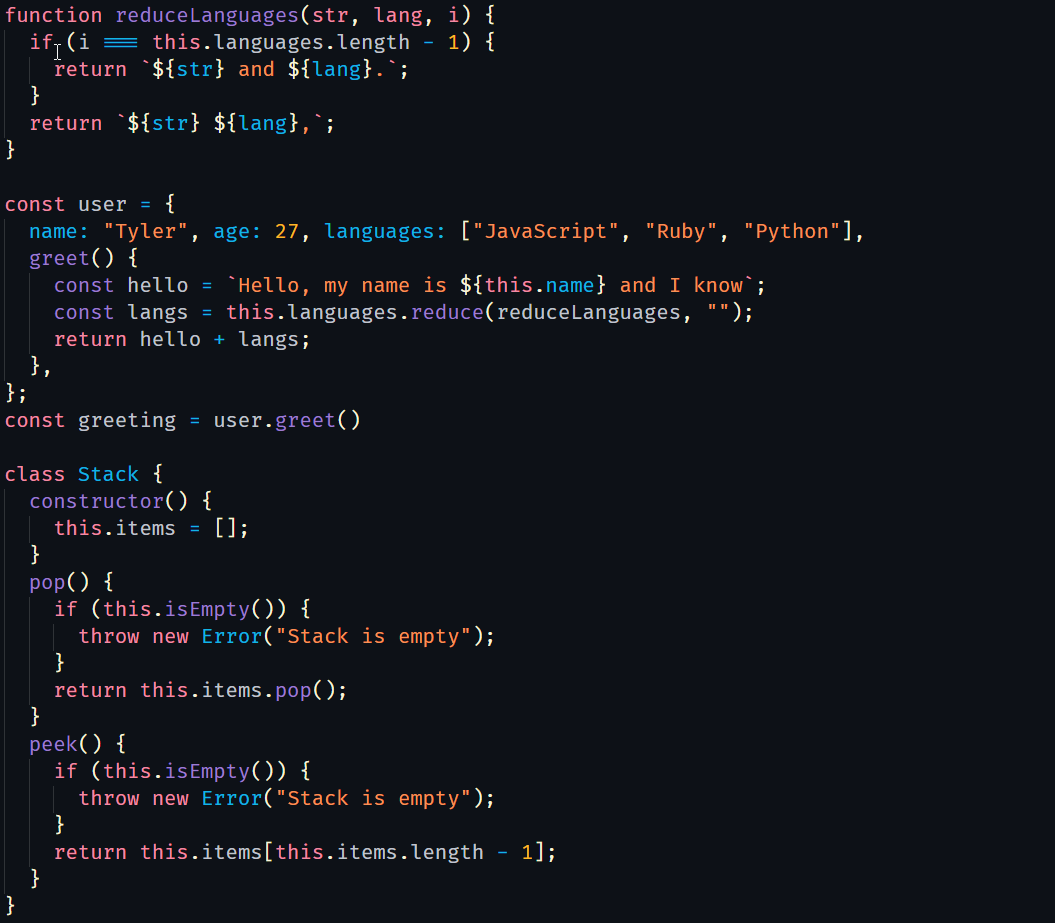 function reduceLanguages(str, lang, i) {
  if (i === this.languages.length - 1) {
    return `${str} and ${lang}.`;
  }
  return `${str} ${lang},`;
}

const user = {
  name: "Tyler", age: 27, languages: ["JavaScript", "Ruby", "Python"],
  greet() {
    const hello = `Hello, my name is ${this.name} and I know`;
    const langs = this.languages.reduce(reduceLanguages, "");
    return hello + langs;
  },
};
const greeting = user.greet()

class Stack {
  constructor() {
    this.items = [];
  }
  pop() {
    if (this.isEmpty()) {
      throw new Error("Stack is empty");
    }
    return this.items.pop();
  }
  peek() {
    if (this.isEmpty()) {
      throw new Error("Stack is empty");
    }
    return this.items[this.items.length - 1];
  }
}